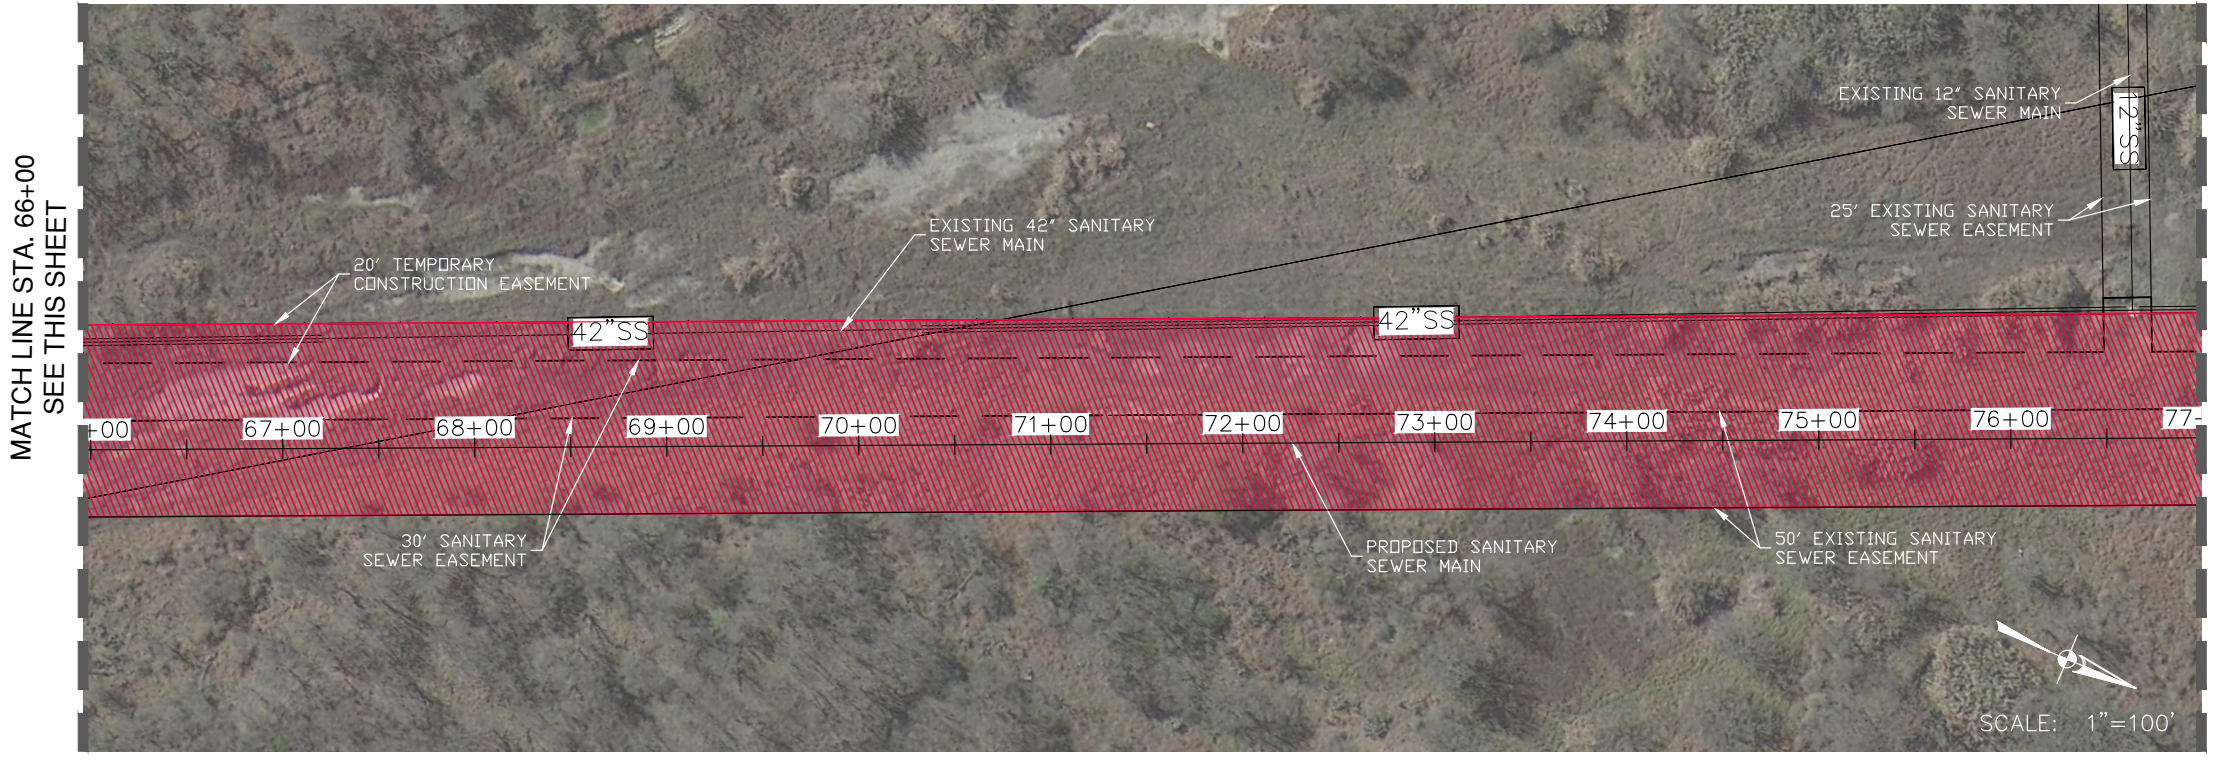 MATCH LINE STA. 66+00
SEE THIS SHEET
EXISTING 12" SANITARY
SEWER MAIN
12"SS
25' EXISTING SANITARY
SEWER EASEMENT
EXISTING 42" SANITARY
SEWER MAIN
20' TEMPORARY
CONSTRUCTION EASEMENT
42"SS
42"SS
+00
67+00
68+00
69+00
70+00
71+00
72+00
73+00
74+00
75+00
76+00
77-
30' SANITARY
SEWER EASEMENT
PROPOSED SANITARY
SEWER MAIN
50' EXISTING SANITARY
SEWER EASEMENT
SCALE: 1"=100'